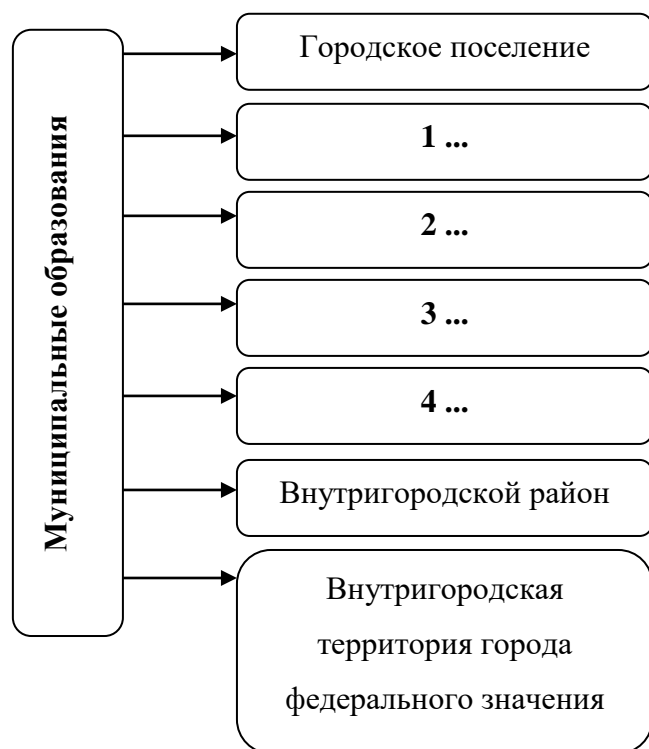 Муниципальные образования
Городское поселение
1 ...
2 ...
3 ...
4 ...
Внутригородской район
Внутригородская
территория города
федерального значения